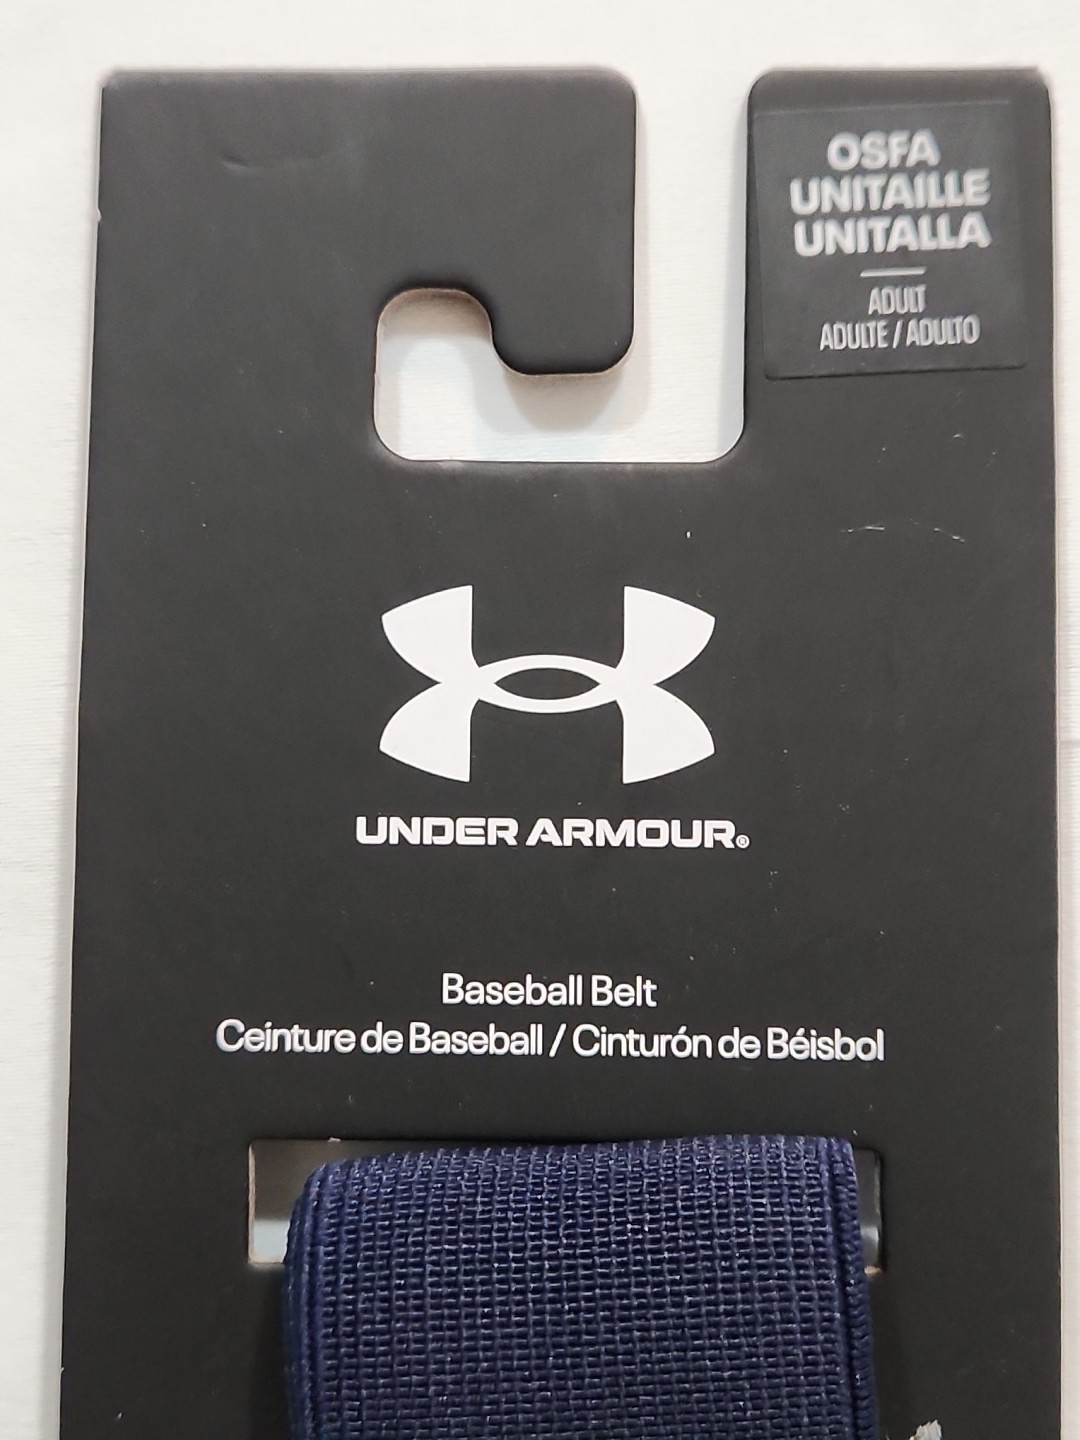 OSFA
UNITAILLE
UNITALLA
ADULT
ADULTE / ADULTO
UNDER ARMOUR®
Baseball Belt
Ceinture de Baseball / Cinturón de Béisbol